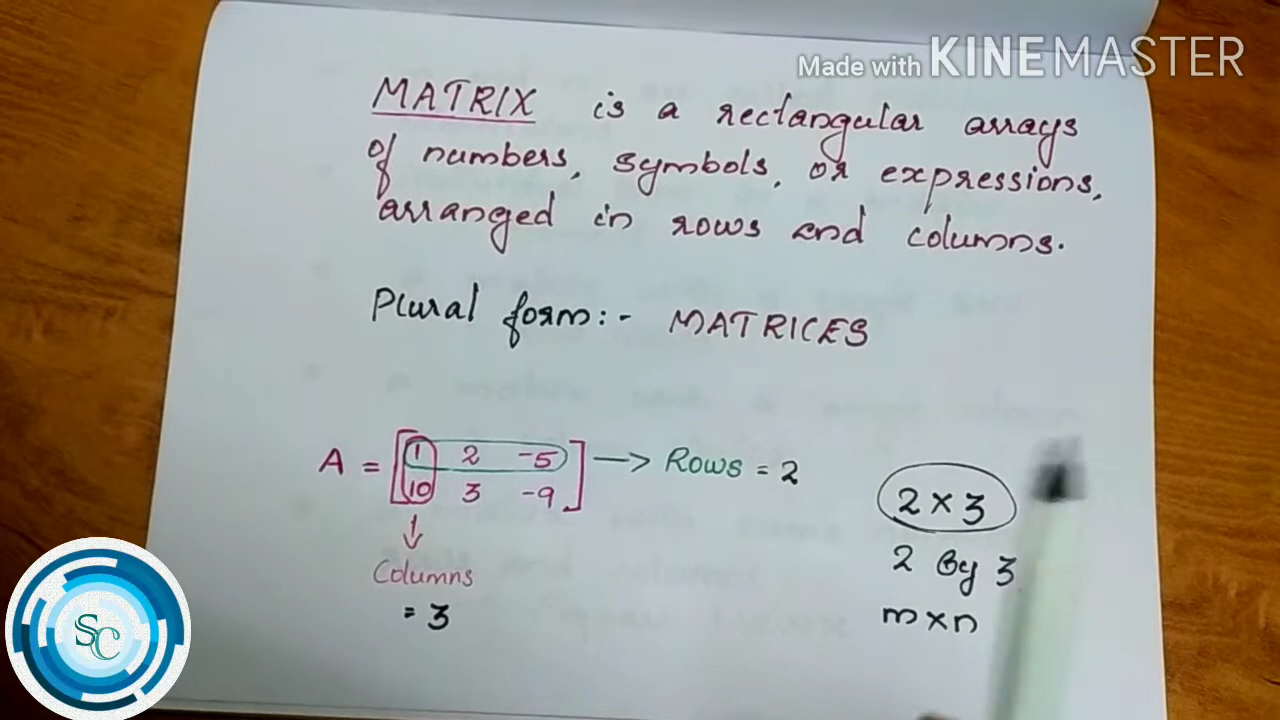 Made with KINEMASTER
MATRIX is a rectangular arrays
of numbers, symbols, or expressions,
arranged in rows and columns.
Plural form:- MATRICES
A = [1 2 -5] → Rows = 2
[10 3 -9]
↓
Columns
= 3
2 × 3
2 By 3
m×n
SC